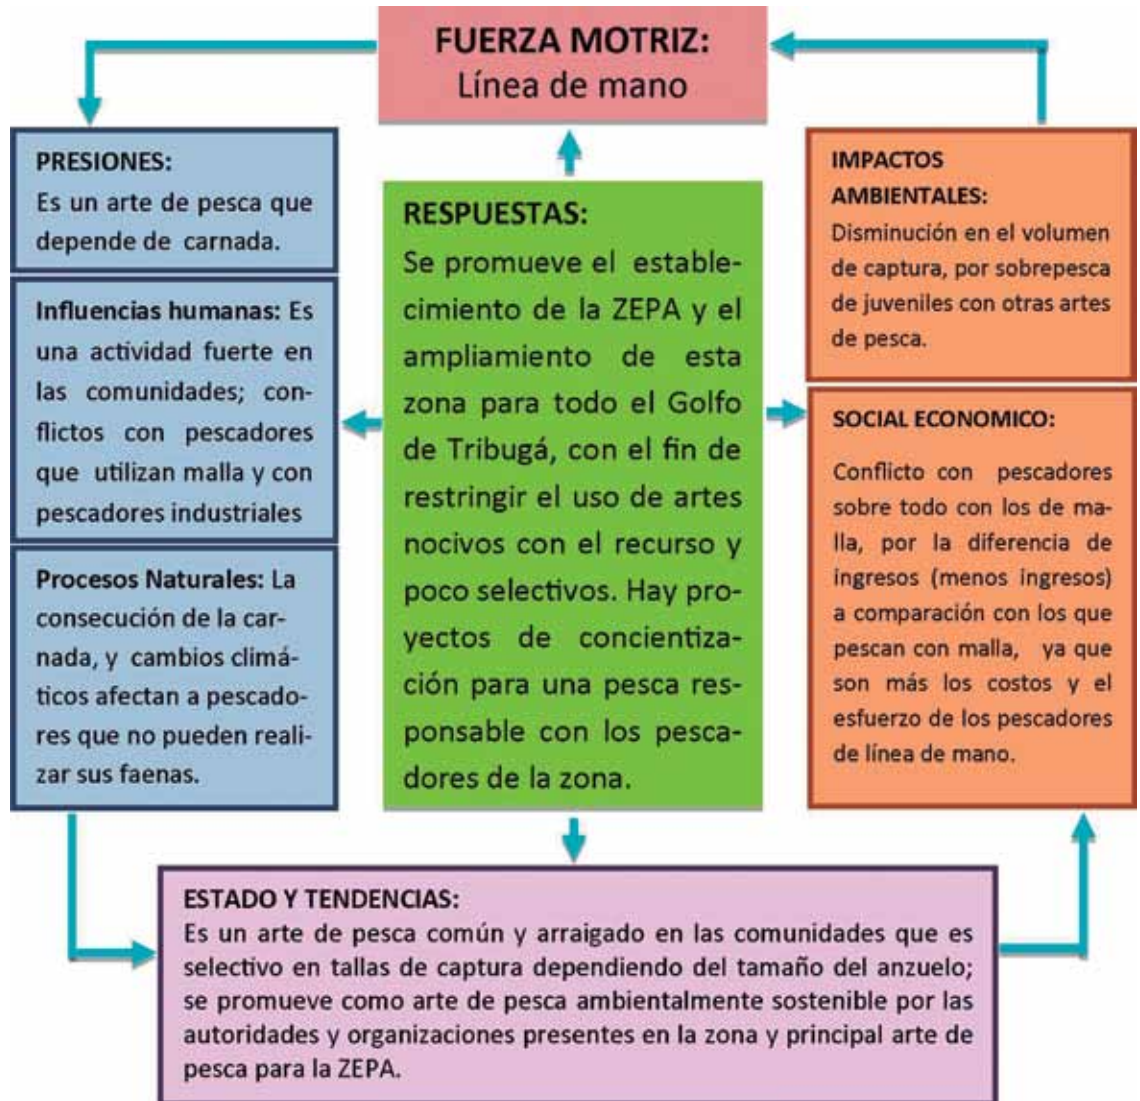 FUERZA MOTRIZ:
Línea de mano
PRESIONES:
Es un arte de pesca que
depende de carnada.
Influencias humanas: Es
una actividad fuerte en
las comunidades; con-
flictos con pescadores
que utilizan malla y con
pescadores industriales
Procesos Naturales: La
consecución de la car-
nada, y cambios climá-
ticos afectan a pescado-
res que no pueden reali-
zar sus faenas.
RESPUESTAS:
Se promueve el estable-
cimiento de la ZEPA y el
ampliamiento de esta
zona para todo el Golfo
de Tribugá, con el fin de
restringir el uso de artes
nocivos con el recurso y
poco selectivos. Hay pro-
yectos de concientiza-
ción para una pesca res-
ponsable con los pesca-
dores de la zona.
IMPACTOS
AMBIENTALES:
Disminución en el volumen
de captura, por sobrepesca
de juveniles con otras artes
de pesca.
SOCIAL ECONOMICO:
Conflicto con pescadores
sobre todo con los de ma-
lla, por la diferencia de
ingresos (menos ingresos)
a comparación con los que
pescan con malla, ya que
son más los costos y el
esfuerzo de los pescadores
de línea de mano.
ESTADO Y TENDENCIAS:
Es un arte de pesca común y arraigado en las comunidades que es
selectivo en tallas de captura dependiendo del tamaño del anzuelo;
se promueve como arte de pesca ambientalmente sostenible por las
autoridades y organizaciones presentes en la zona y principal arte de
pesca para la ZEPA.